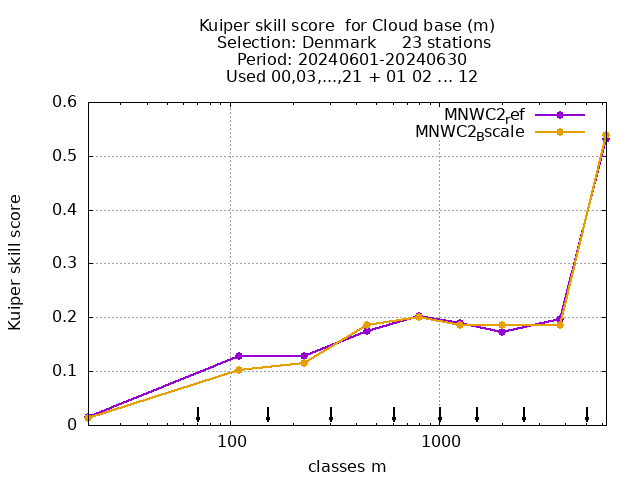 Kuiper skill score  for Cloud base (m)
Selection: Denmark     23 stations
Period: 20240601-20240630
Used 00,03,...,21 + 01 02 ... 12
MNWC2ref
MNWC2Bscale
0.6
0.5
0.4
0.3
0.2
0.1
0
Kuiper skill score
100
1000
classes m